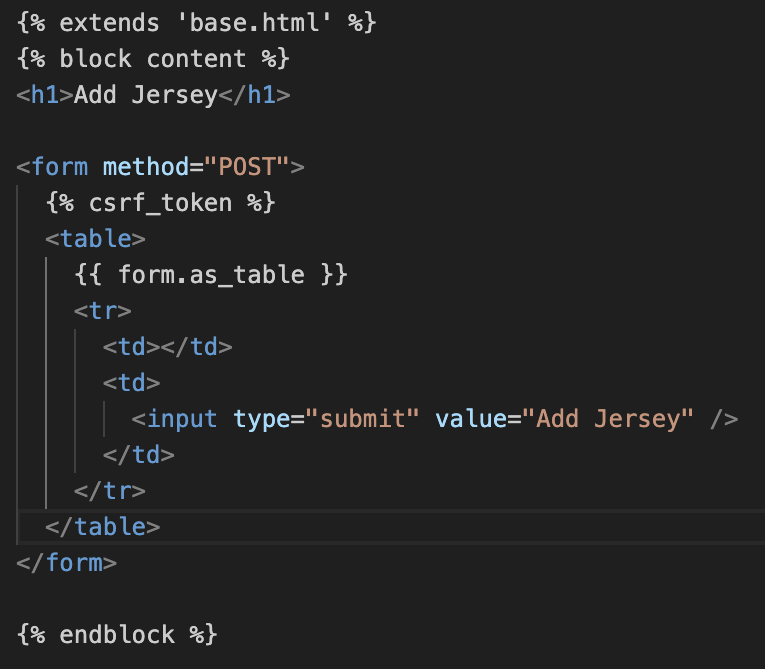 {% extends 'base.html' %}
{% block content %}
<h1>Add Jersey</h1>
<form method="POST">
{% csrf_token %}
<table>
{{ form.as_table }}
<tr>
<td></td>
<td>
<input type="submit" value="Add Jersey" />
</td>
</tr>
</table>
</form>
{% endblock %}